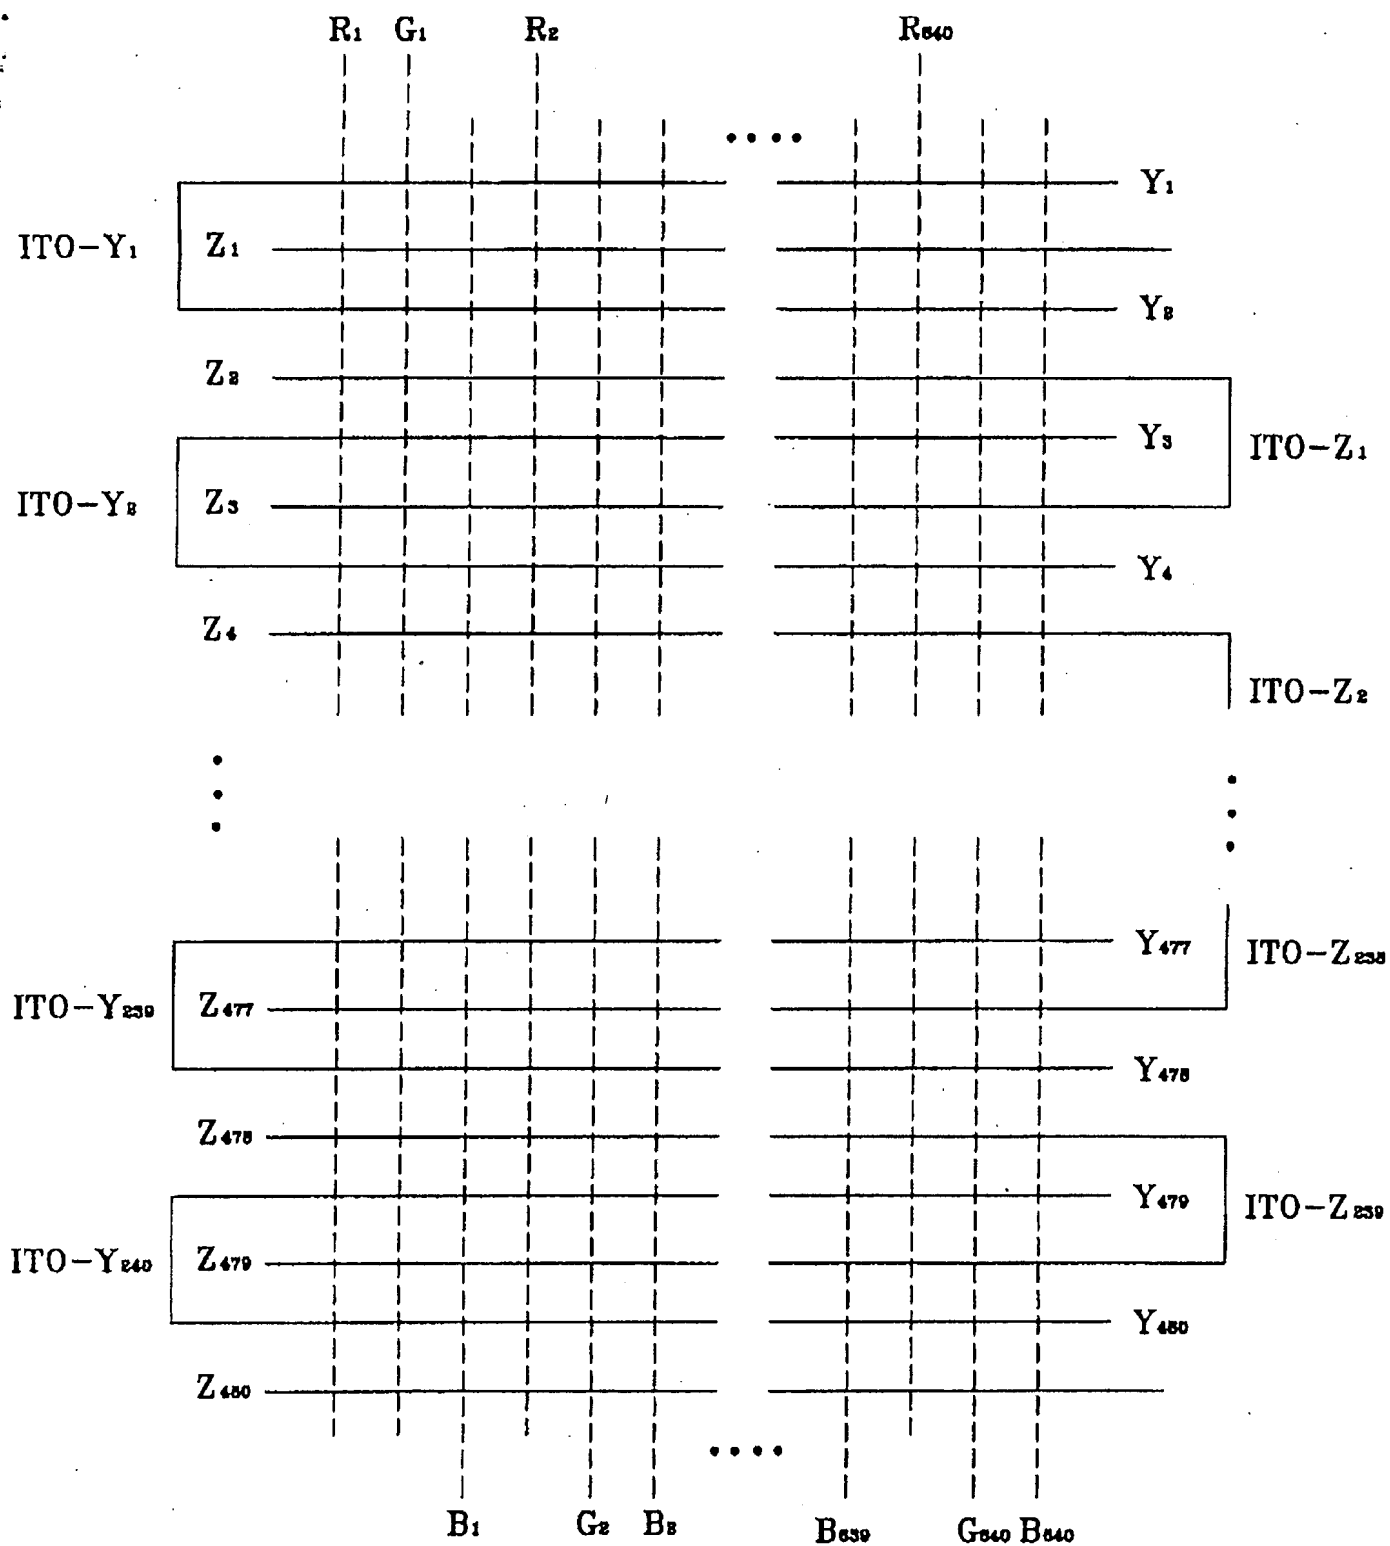 R1 G1 R2 R640
Y1
ITO-Y1 Z1
Y2
Z2
Y3 ITO-Z1
ITO-Y2 Z3
Y4
Z4
ITO-Z2
Y477 ITO-Z238
ITO-Y239 Z477
Y478
Z478
Y479 ITO-Z239
ITO-Y240 Z479
Y480
Z480
B1 G2 B2 B639 G640 B640